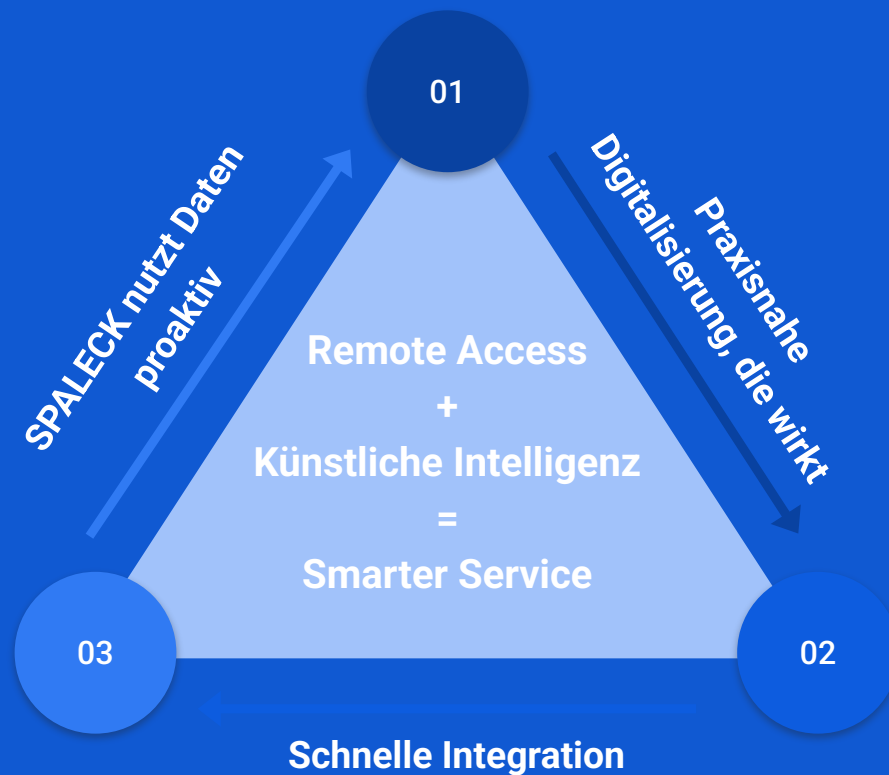 01
SPALECK nutzt Daten
proaktiv
Praxisnahe
Digitalisierung, die wirkt
Remote Access
+
Künstliche Intelligenz
=
Smarter Service
03
02
Schnelle Integration